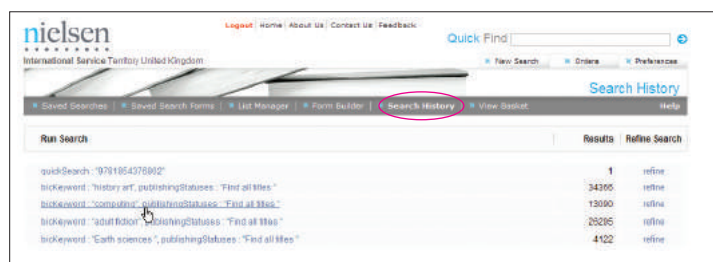 nielsen
Logout Home About Us Contact Us Feedback
Quick Find
International Service Territory United Kingdom
New Search Orders Preferences
Search History
Saved Searches | Saved Search Forms | List Manager | Form Builder | Search History View Basket Help
Run Search Results Refine Search
quickSearch : "9781854376802" 1 refine
bicKeyword : "history art", publishingStatuses : "Find all titles " 34366 refine
bicKeyword : "computing", publishingStatuses : "Find all titles " 13090 refine
bicKeyword : "adult fiction", publishingStatuses : "Find all titles " 26285 refine
bicKeyword : "Earth sciences ", publishingStatuses : "Find all titles " 4122 refine